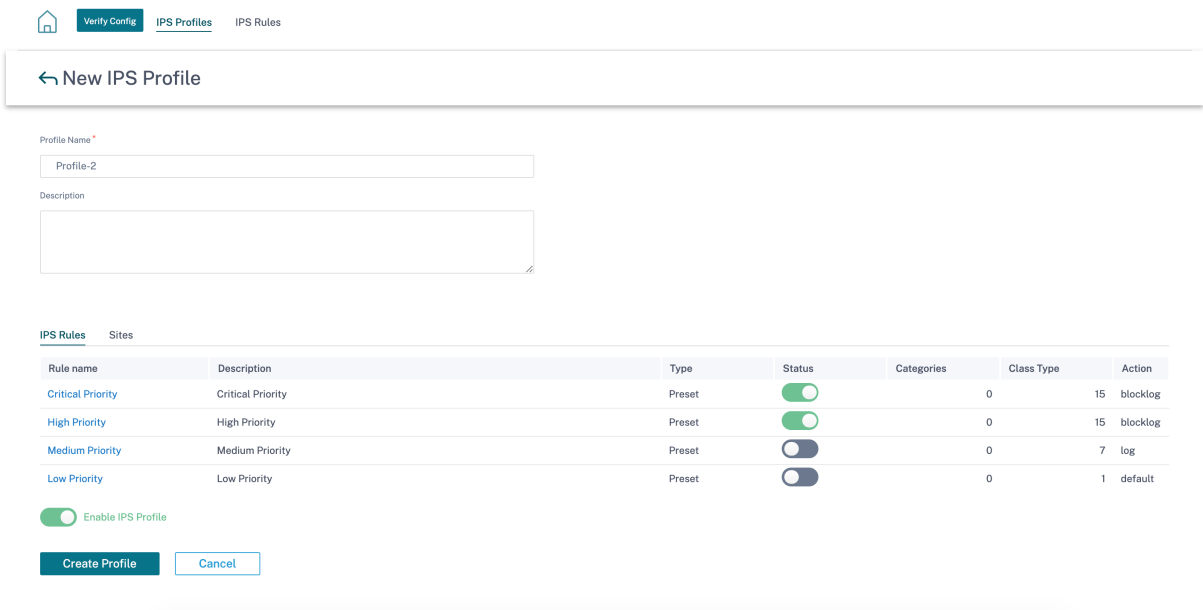 Verify Config IPS Profiles IPS Rules
New IPS Profile
Profile Name *
Profile-2
Description
IPS Rules Sites
Rule name Description Type Status Categories Class Type Action
Critical Priority Critical Priority Preset 0 15 blocklog
High Priority High Priority Preset 0 15 blocklog
Medium Priority Medium Priority Preset 0 7 log
Low Priority Low Priority Preset 0 1 default
Enable IPS Profile
Create Profile Cancel